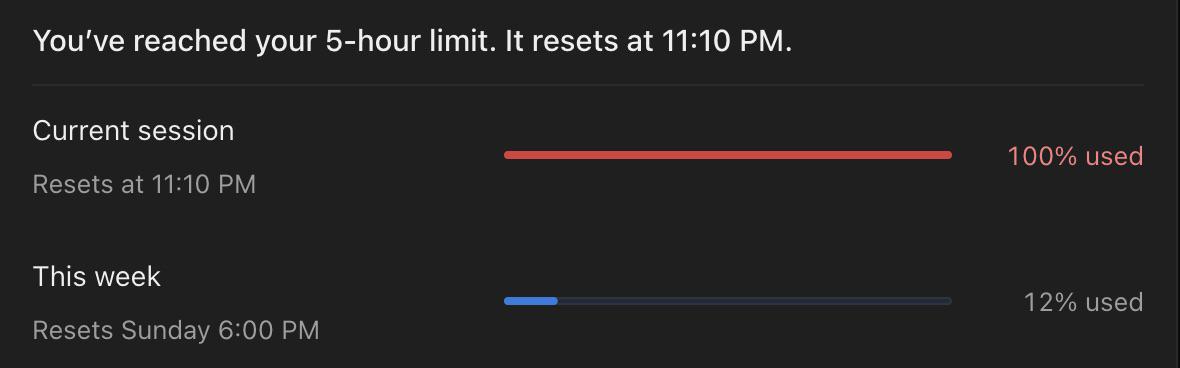 You’ve reached your 5-hour limit. It resets at 11:10 PM.
Current session
Resets at 11:10 PM
100% used
This week
Resets Sunday 6:00 PM
12% used